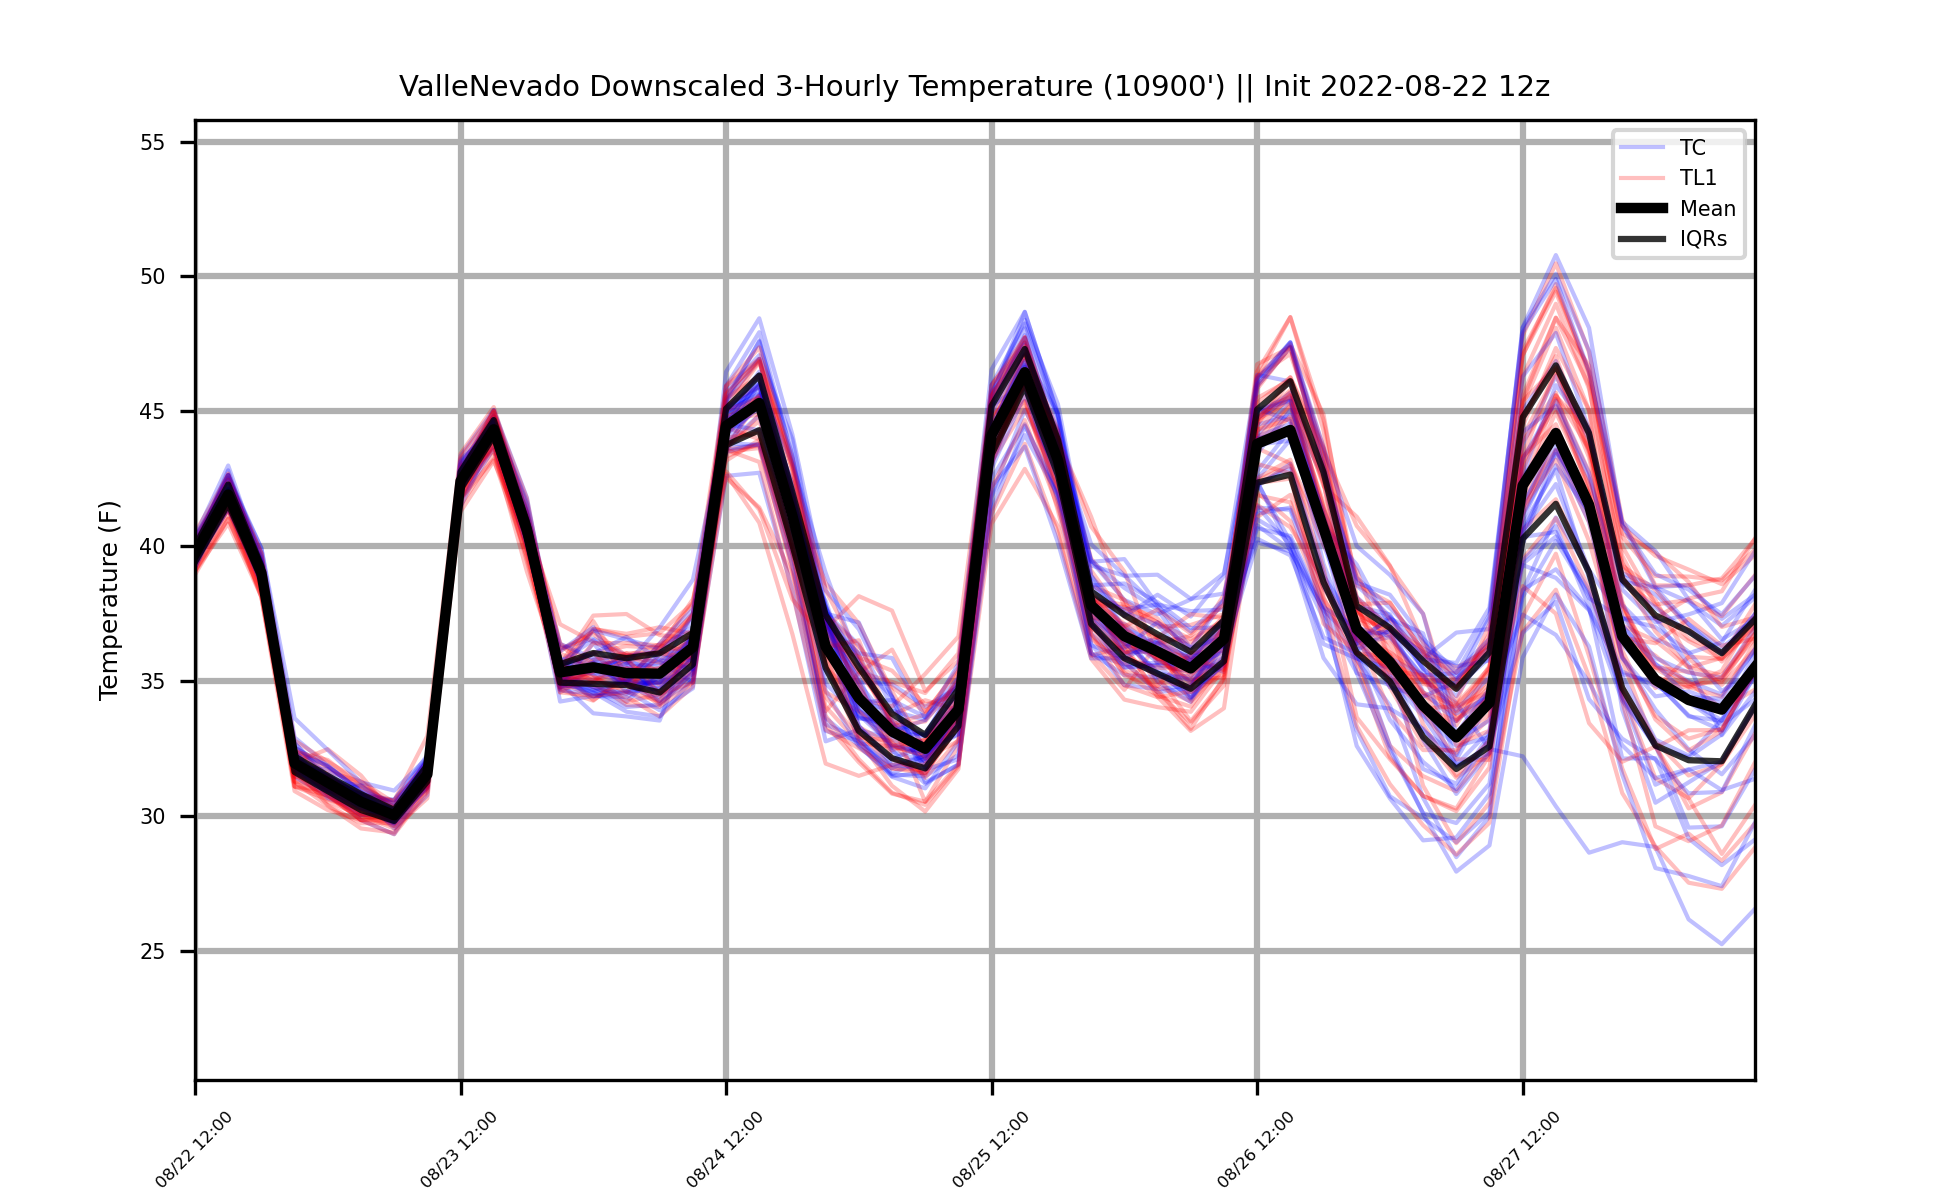 ValleNevado Downscaled 3-Hourly Temperature (10900') || Init 2022-08-22 12z
TC
TL1
Mean
IQRs
Temperature (F)
55
50
45
40
35
30
25
08/22 12:00
08/23 12:00
08/24 12:00
08/25 12:00
08/26 12:00
08/27 12:00